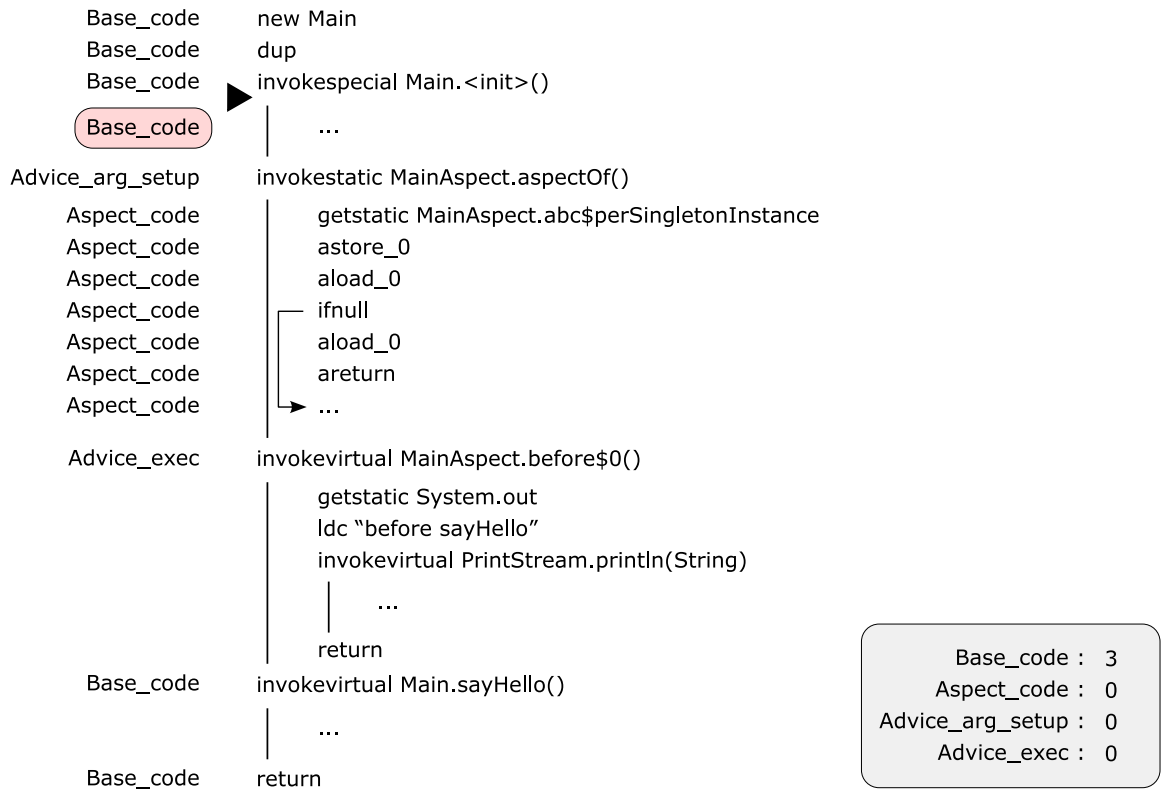 Base_code new Main
Base_code dup
Base_code invokespecial Main.<init>()
Base_code ...
Advice_arg_setup invokestatic MainAspect.aspectOf()
Aspect_code getstatic MainAspect.abc$perSingletonInstance
Aspect_code astore_0
Aspect_code aload_0
Aspect_code ifnull
Aspect_code aload_0
Aspect_code areturn
Aspect_code ...
Advice_exec invokevirtual MainAspect.before$0()
getstatic System.out
ldc “before sayHello”
invokevirtual PrintStream.println(String)
...
return
Base_code invokevirtual Main.sayHello()
...
Base_code return
Base_code : 3
Aspect_code : 0
Advice_arg_setup : 0
Advice_exec : 0